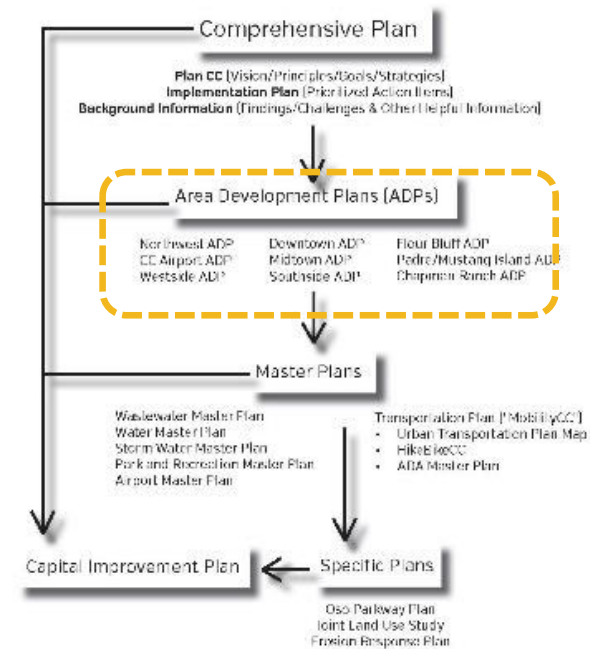 Comprehensive Plan
Plan CC (Vision/Principles/Goals/Strategies)
Implementation Plan (Prioritized Action Items)
Background Information (Findings/Challenges & Other Helpful Information)
Area Development Plans (ADPs)
Northwest ADP
CC Airport ADP
Westside ADP
Downtown ADP
Midtown ADP
Southside ADP
Flour Bluff ADP
Padre/Mustang Island ADP
Chapman Ranch ADP
Master Plans
Wastewater Master Plan
Water Master Plan
Storm Water Master Plan
Park and Recreation Master Plan
Airport Master Plan
Transportation Plan ("MobilityCC")
• Urban Transportation Plan Map
• HikeBikeCC
• ADA Master Plan
Capital Improvement Plan
Specific Plans
Oso Parkway Plan
Joint Land Use Study
Erosion Response Plan